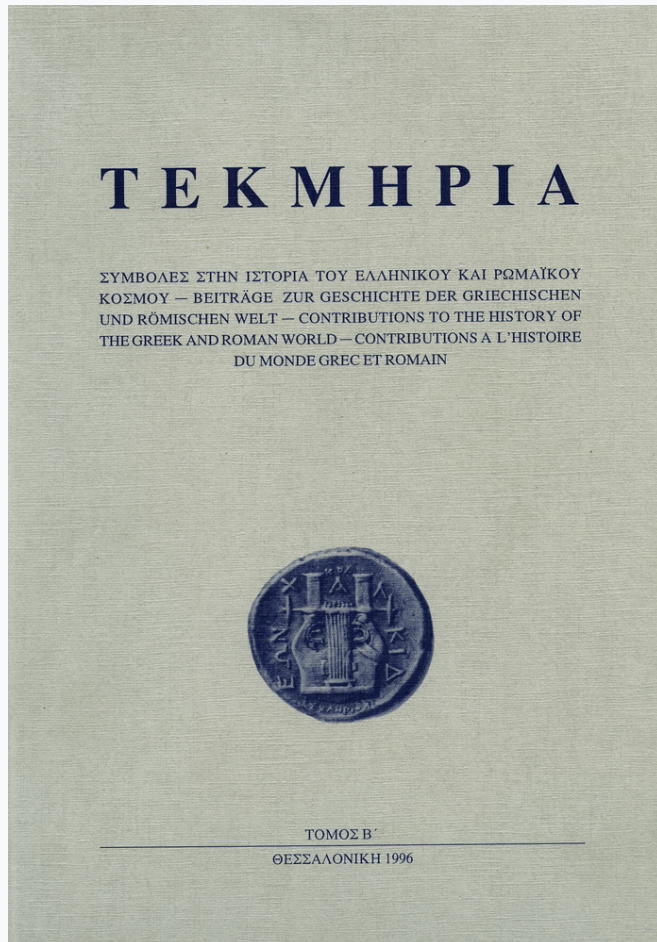 ΤΕΚΜΗΡΙΑ
ΣΥΜΒΟΛΕΣ ΣΤΗΝ ΙΣΤΟΡΙΑ ΤΟΥ ΕΛΛΗΝΙΚΟΥ ΚΑΙ ΡΩΜΑΪΚΟΥ
ΚΟΣΜΟΥ — BEITRÄGE ZUR GESCHICHTE DER GRIECHISCHEN
UND RÖMISCHEN WELT — CONTRIBUTIONS TO THE HISTORY OF
THE GREEK AND ROMAN WORLD — CONTRIBUTIONS A L'HISTOIRE
DU MONDE GREC ET ROMAIN
ΤΟΜΟΣ Β΄
ΘΕΣΣΑΛΟΝΙΚΗ 1996